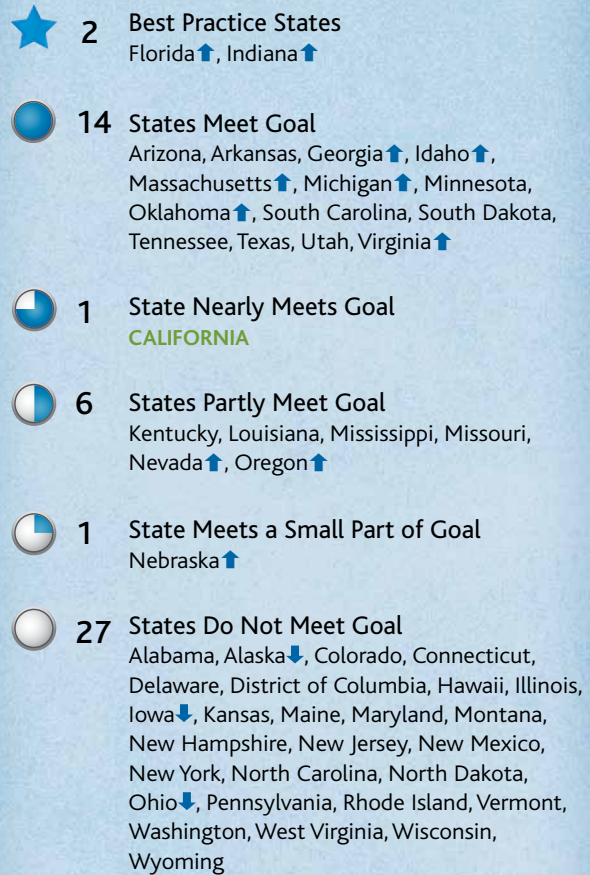 2 Best Practice States
Florida⬆, Indiana⬆
14 States Meet Goal
Arizona, Arkansas, Georgia⬆, Idaho⬆,
Massachusetts⬆, Michigan⬆, Minnesota,
Oklahoma⬆, South Carolina, South Dakota,
Tennessee, Texas, Utah, Virginia⬆
1 State Nearly Meets Goal
CALIFORNIA
6 States Partly Meet Goal
Kentucky, Louisiana, Mississippi, Missouri,
Nevada⬆, Oregon⬆
1 State Meets a Small Part of Goal
Nebraska⬆
27 States Do Not Meet Goal
Alabama, Alaska⬇, Colorado, Connecticut,
Delaware, District of Columbia, Hawaii, Illinois,
Iowa⬇, Kansas, Maine, Maryland, Montana,
New Hampshire, New Jersey, New Mexico,
New York, North Carolina, North Dakota,
Ohio⬇, Pennsylvania, Rhode Island, Vermont,
Washington, West Virginia, Wisconsin,
Wyoming